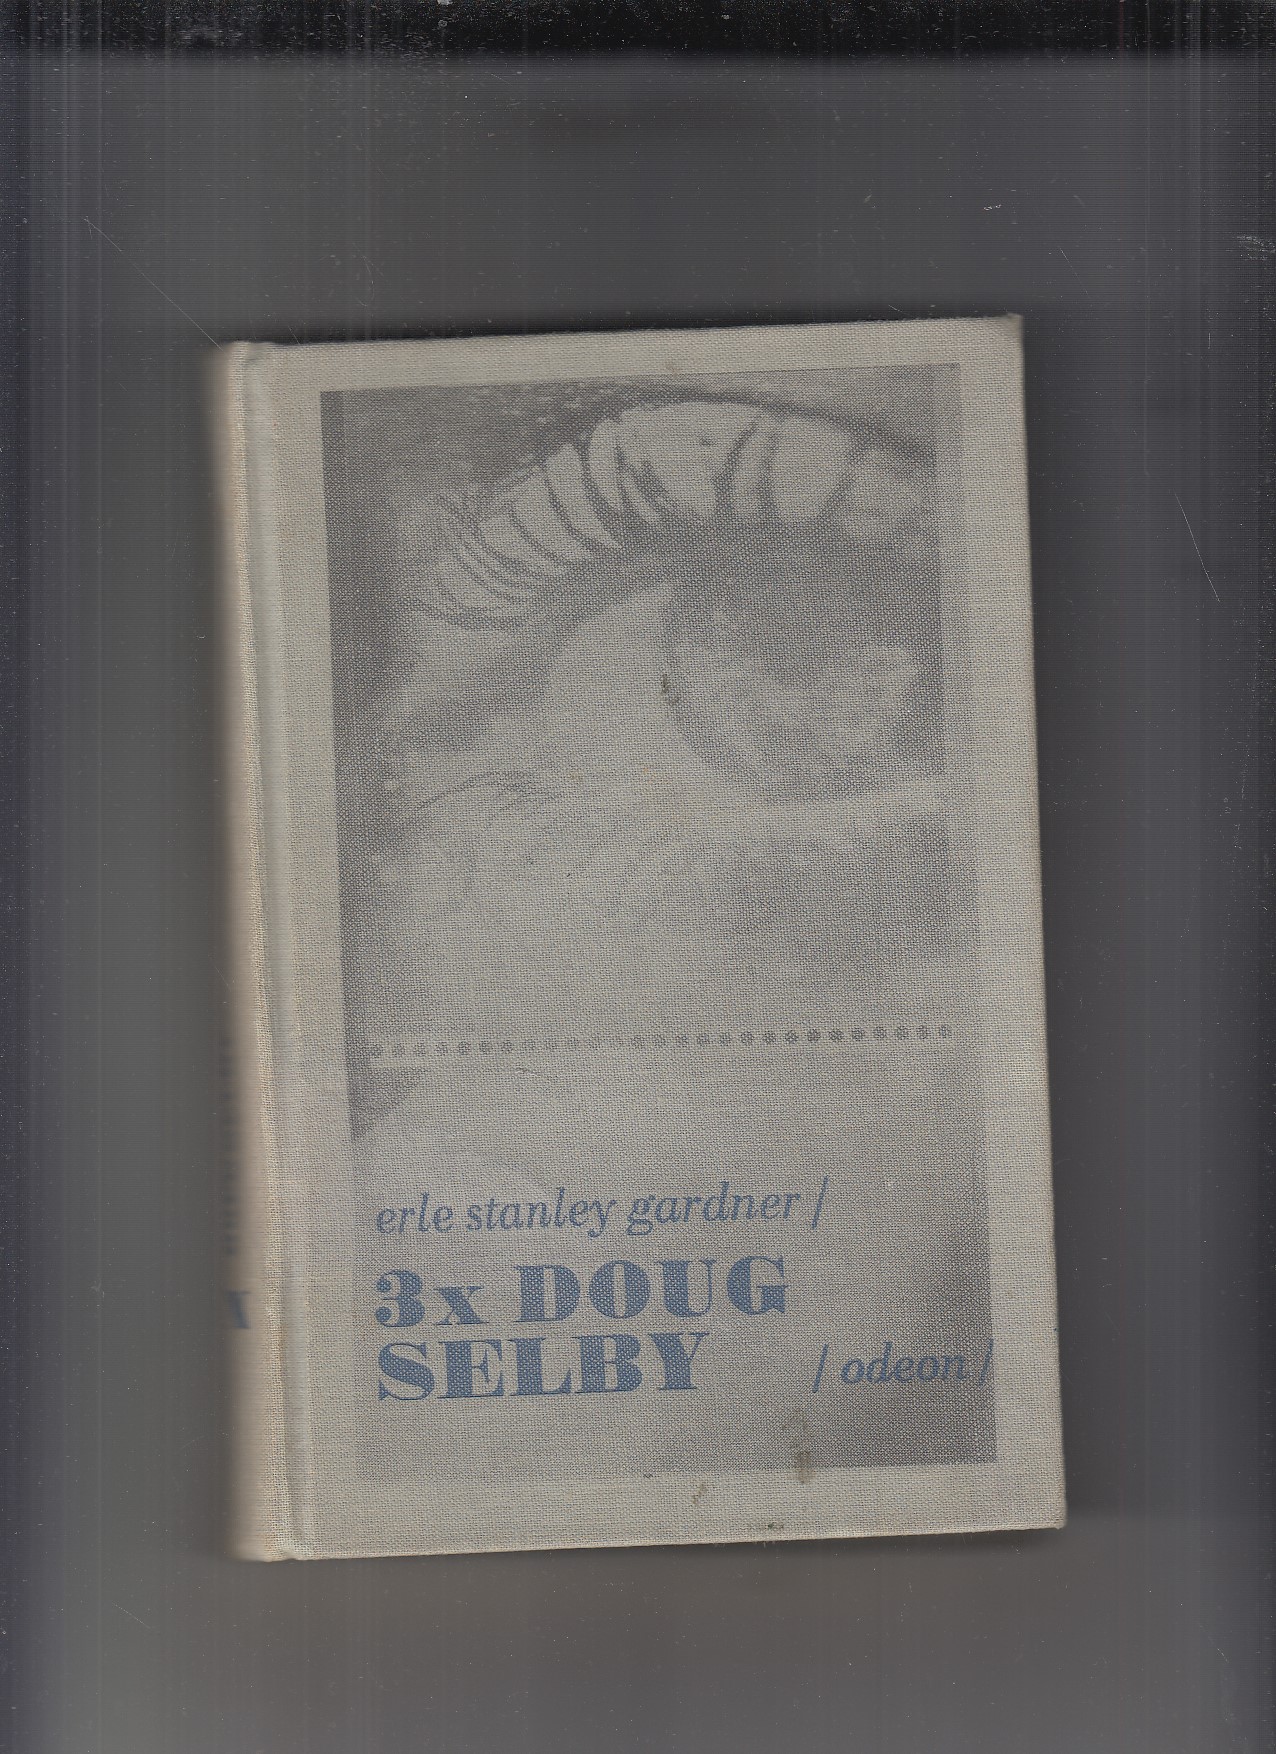 erle stanley gardner /
3x DOUG
SELBY
/ odeon /